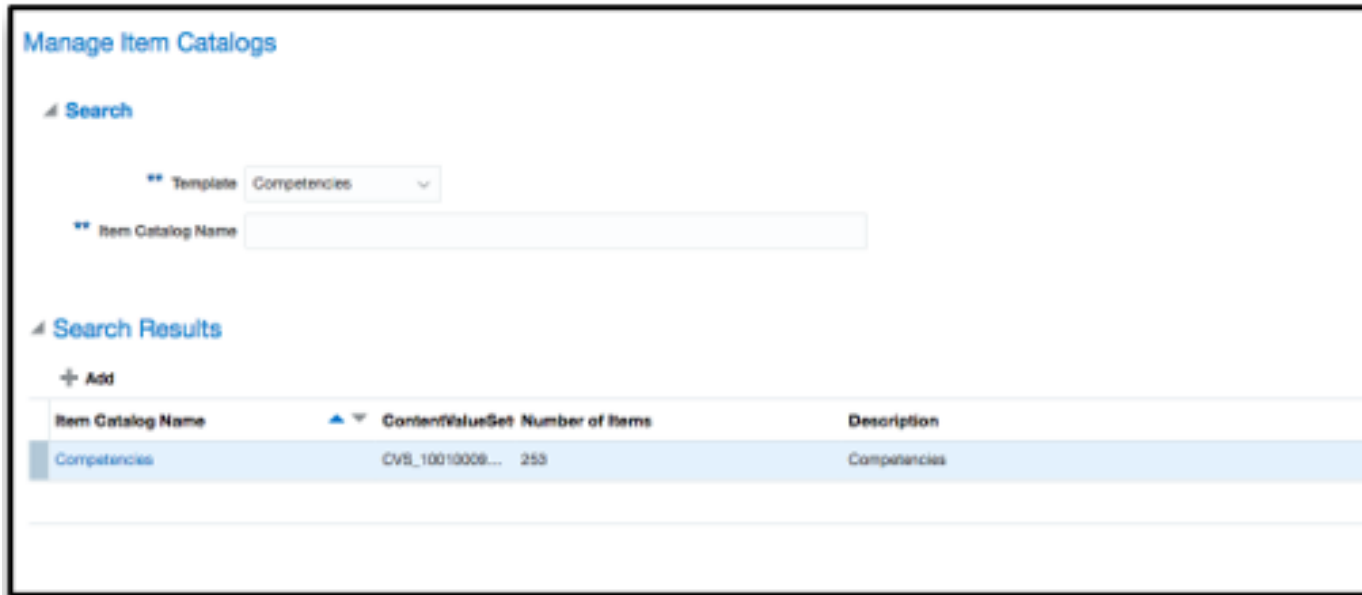 Manage Item Catalogs
Search
** Template Competencies
** Item Catalog Name
Search Results
Add
Item Catalog Name ContentValueSet Number of Items Description
Competencies 253 Competencies